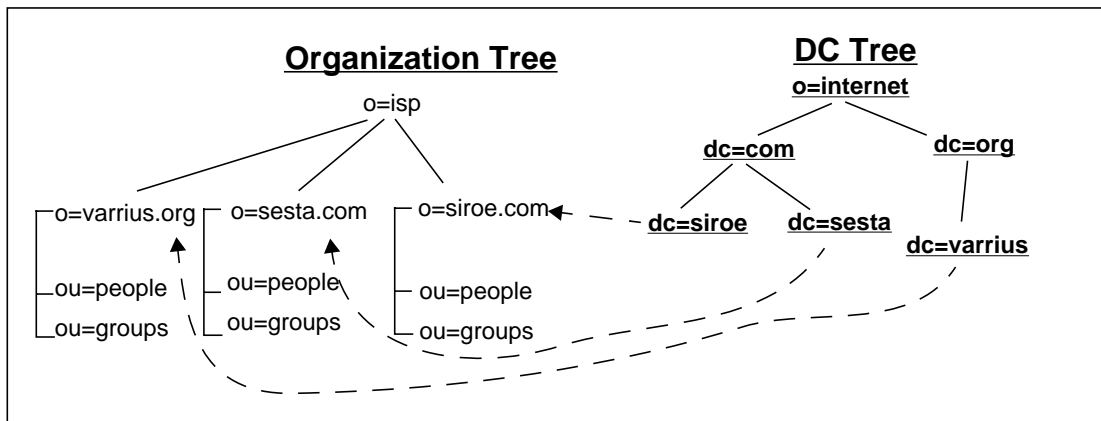 Organization Tree
o=isp
o=varrius.org
ou=people
ou=groups
o=sesta.com
ou=people
ou=groups
o=siroe.com
ou=people
ou=groups
DC Tree
o=internet
dc=com
dc=org
dc=siroe
dc=sesta
dc=varrius